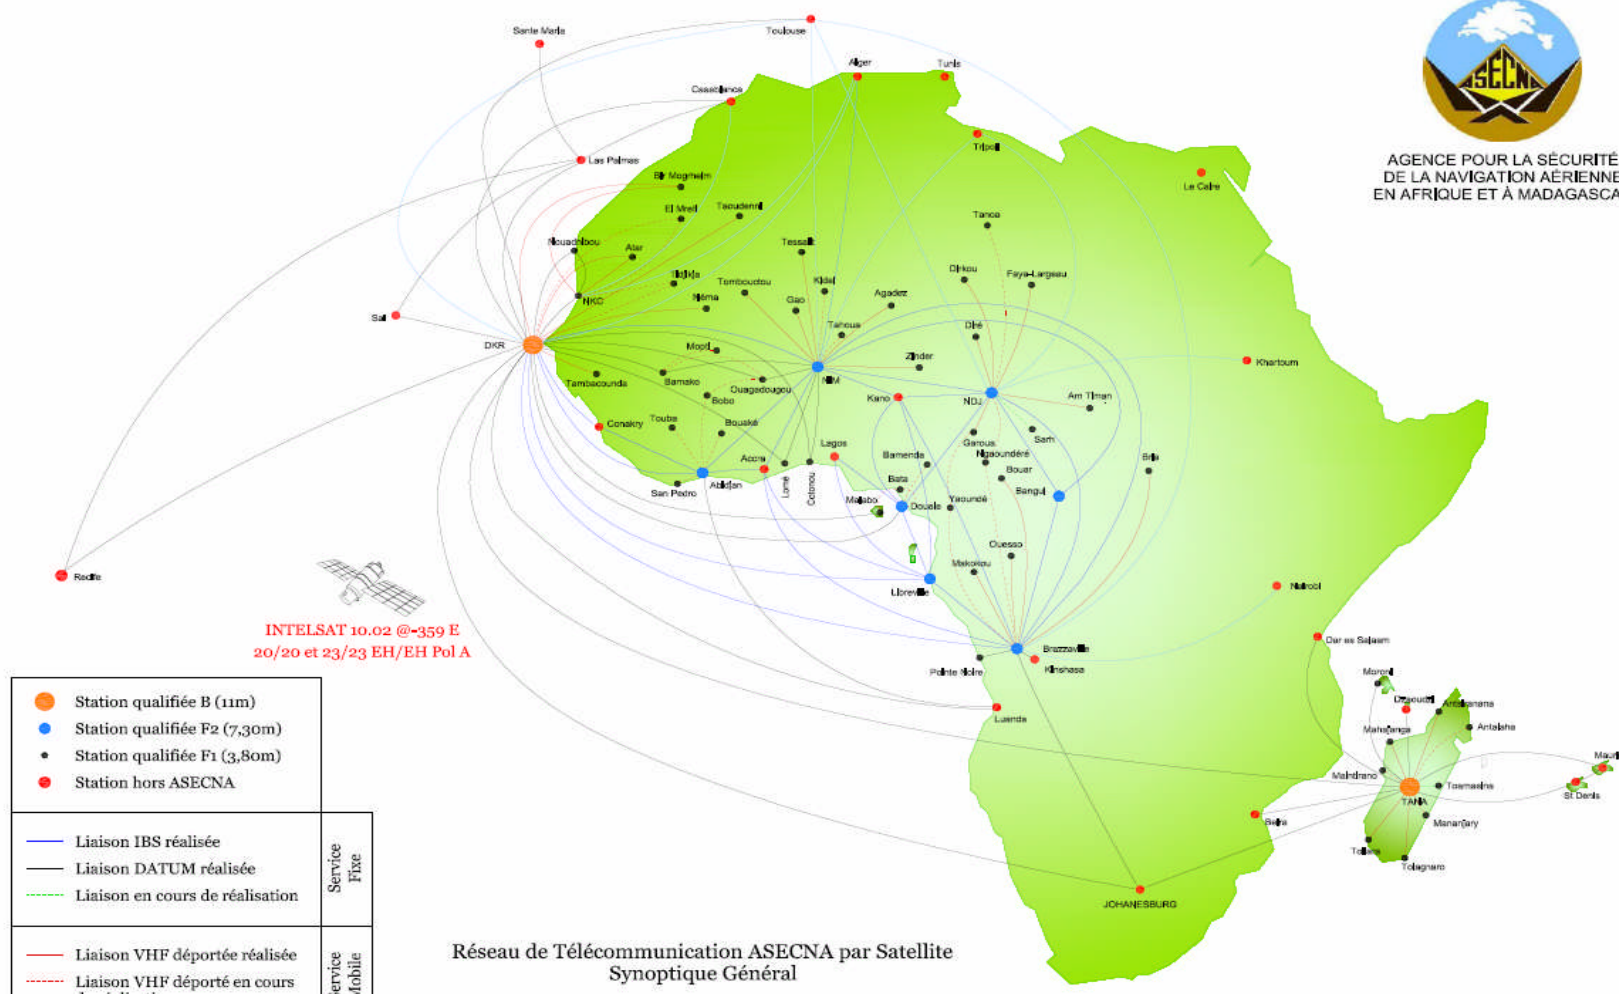 Sante Maria
Toulouse
Alger
Tunis
Casablanca
Tripoli
Las Palmas
Le Caire
ASECNA
AGENCE POUR LA SÉCURITÉ
DE LA NAVIGATION AÉRIENNE
EN AFRIQUE ET À MADAGASCA
Bir Mogrheim
El Mreit
Taoudenni
Tanoa
Nouadhibou
Atar
Tessalit
Tidjikja
Tombouctou
Kidal
Dirkou
Faya-Largeau
NKC
Néma
Gao
Agadez
Sal
DKR
Mopti
Tahoua
Diré
Zinder
Khartoum
Tambacounda
Bamako
Ouagadougou
NIM
Bobo
Kano
NDJ
Am Timan
Conakry
Touba
Bouaké
Lagos
Garoua
Sarh
Accra
Bamenda
Ngaoundéré
Bria
San Pedro
Abidjan
Lomé
Cotonou
Bata
Bouar
Bangui
Malabo
Douala
Yaoundé
Ouesso
Makokou
Recife
Libreville
Nairobi
INTELSAT 10.02 @-359 E
20/20 et 23/23 EH/EH Pol A
Brazzaville
Pointe Noire
Kinshasa
Dar es Salaam
Moroni
Dzaoudzi
Antsiranana
Luanda
Antalaha
Mahajanga
Maintirano
Toamasina
TANA
St Denis
Mananjary
Beira
Toliara
Tolagnaro
JOHANESBURG
Station qualifiée B (11m)
Station qualifiée F2 (7,30m)
Station qualifiée F1 (3,80m)
Station hors ASECNA
Liaison IBS réalisée
Liaison DATUM réalisée
Liaison en cours de réalisation
Service
Fixe
Liaison VHF déportée réalisée
Liaison VHF déporté en cours
Service
Mobile
Réseau de Télécommunication ASECNA par Satellite
Synoptique Général